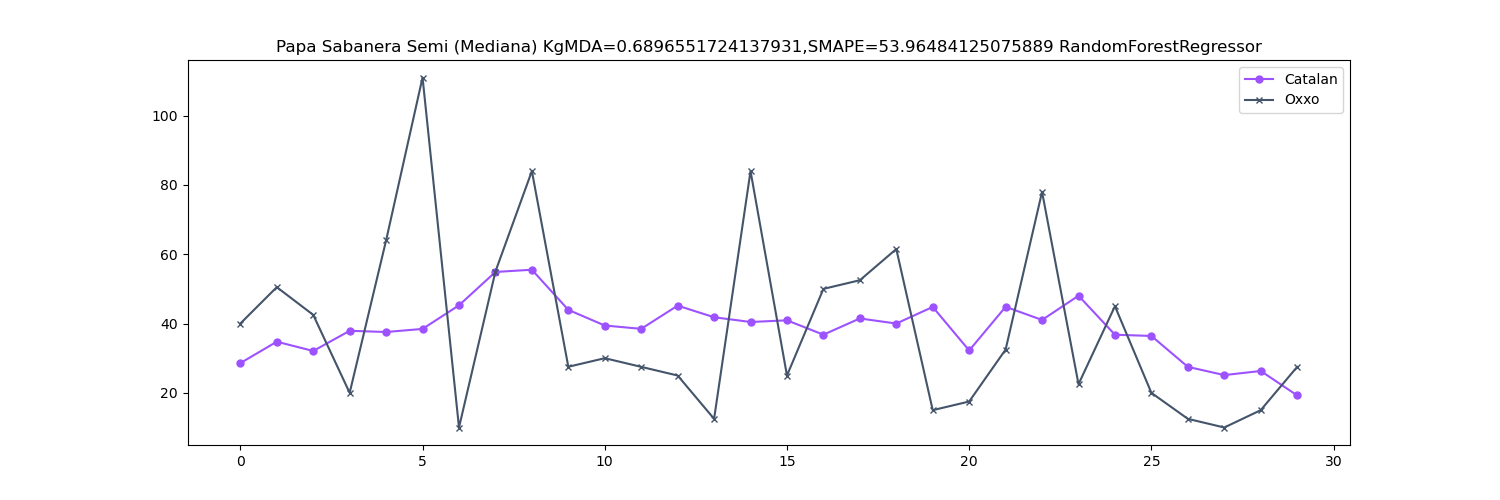 Papa Sabanera Semi (Mediana) KgMDA=0.6896551724137931,SMAPE=53.96484125075889 RandomForestRegressor
Catalan
Oxxo
100
80
60
40
20
0 5 10 15 20 25 30